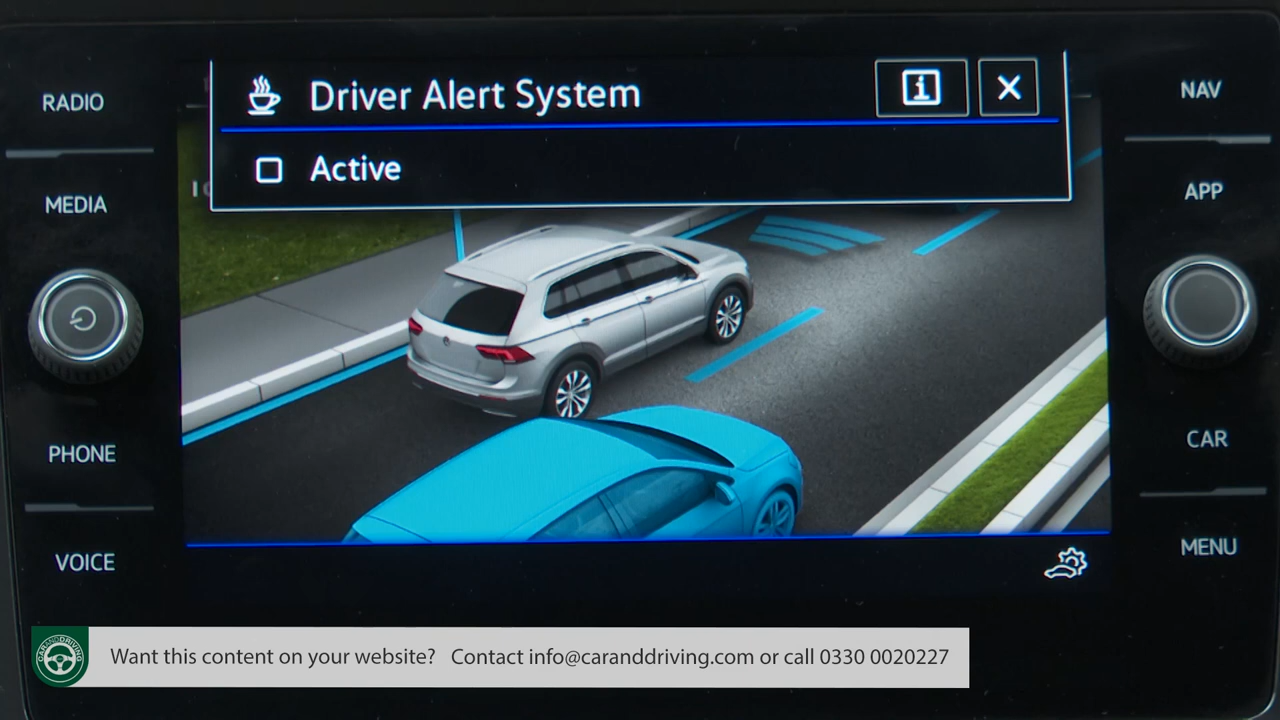 RADIO
MEDIA
PHONE
VOICE
Driver Alert System
Active
NAV
APP
CAR
MENU
CARANDDRIVING
Want this content on your website? Contact info@caranddriving.com or call 0330 0020227